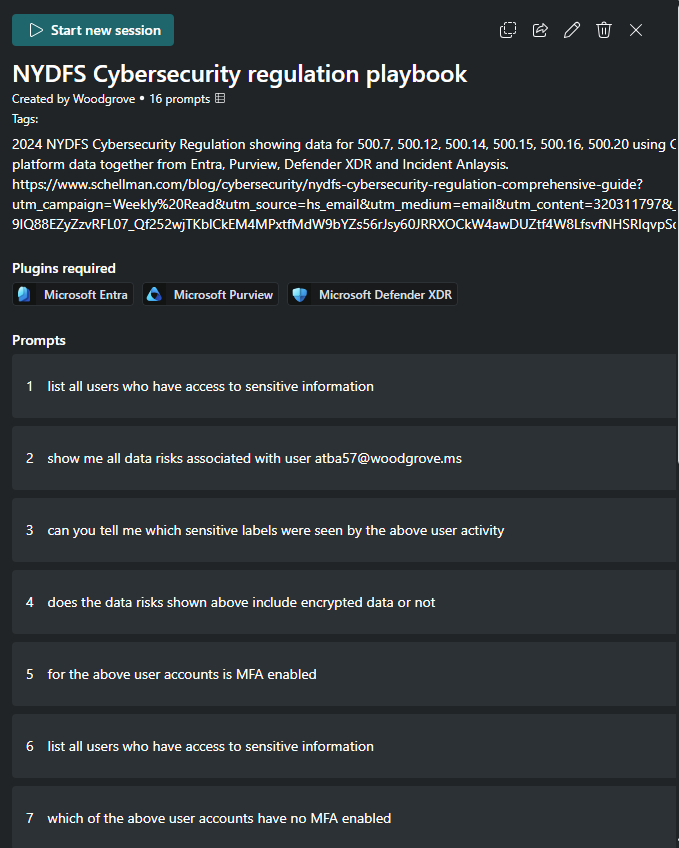 Start new session
NYDFS Cybersecurity regulation playbook
Created by Woodgrove • 16 prompts
Tags:
2024 NYDFS Cybersecurity Regulation showing data for 500.7, 500.12, 500.14, 500.15, 500.16, 500.20 using
platform data together from Entra, Purview, Defender XDR and Incident Anlaysis.
https://www.schellman.com/blog/cybersecurity/nydfs-cybersecurity-regulation-comprehensive-guide?
utm_campaign=Weekly%20Read&utm_source=hs_email&utm_medium=email&utm_content=320311797&_
Plugins required
Microsoft Entra Microsoft Purview Microsoft Defender XDR
Prompts
1 list all users who have access to sensitive information
2 show me all data risks associated with user atba57@woodgrove.ms
3 can you tell me which sensitive labels were seen by the above user activity
4 does the data risks shown above include encrypted data or not
5 for the above user accounts is MFA enabled
6 list all users who have access to sensitive information
7 which of the above user accounts have no MFA enabled